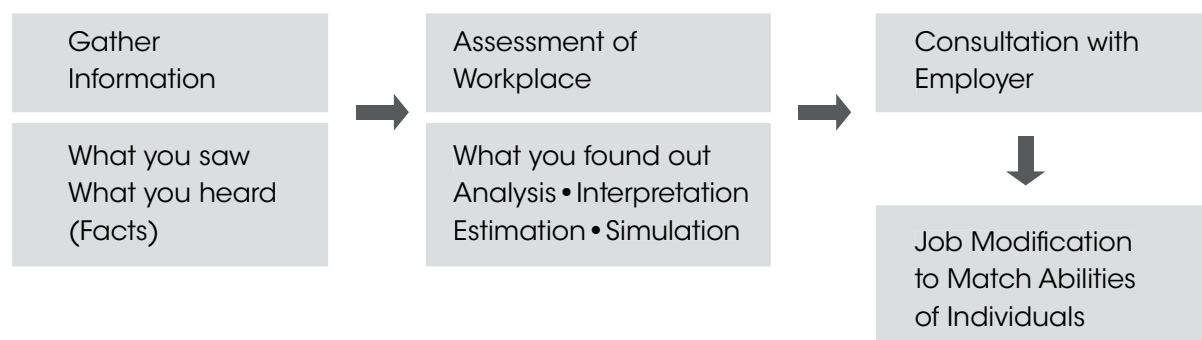 Gather
Information
What you saw
What you heard
(Facts)
Assessment of
Workplace
What you found out
Analysis•Interpretation
Estimation•Simulation
Consultation with
Employer
Job Modification
to Match Abilities
of Individuals